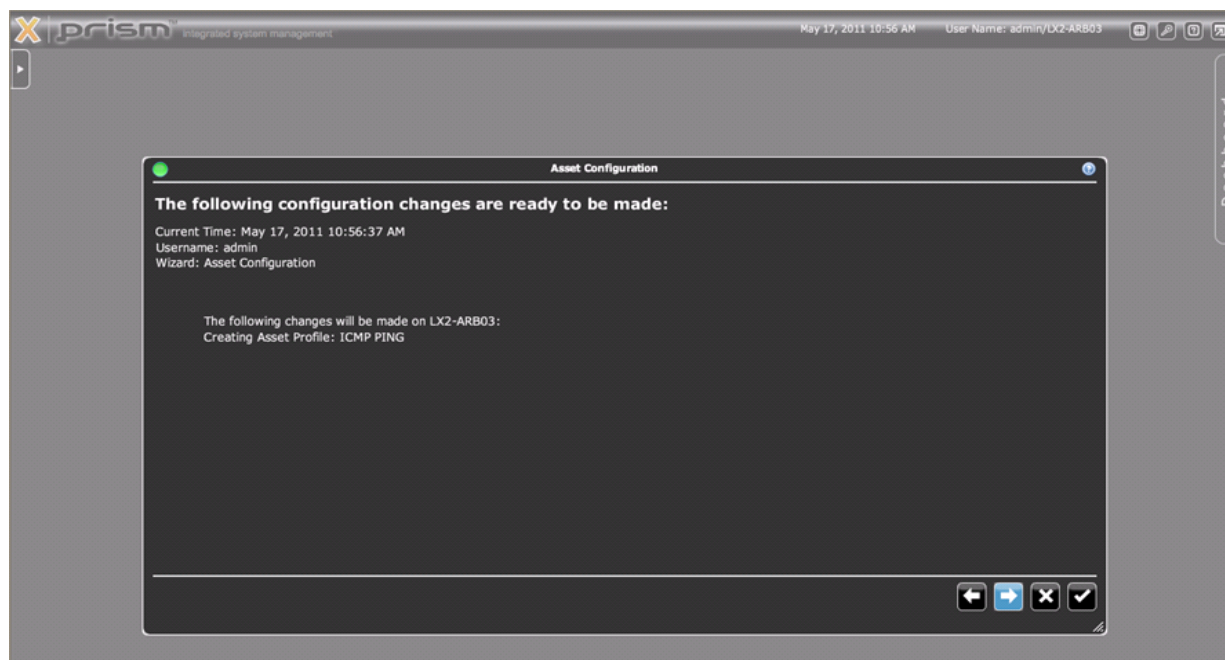 X prism™ integrated system management May 17, 2011 10:56 AM User Name: admin/LX2-ARB03
Asset Configuration
The following configuration changes are ready to be made:
Current Time: May 17, 2011 10:56:37 AM
Username: admin
Wizard: Asset Configuration
The following changes will be made on LX2-ARB03:
Creating Asset Profile: ICMP PING